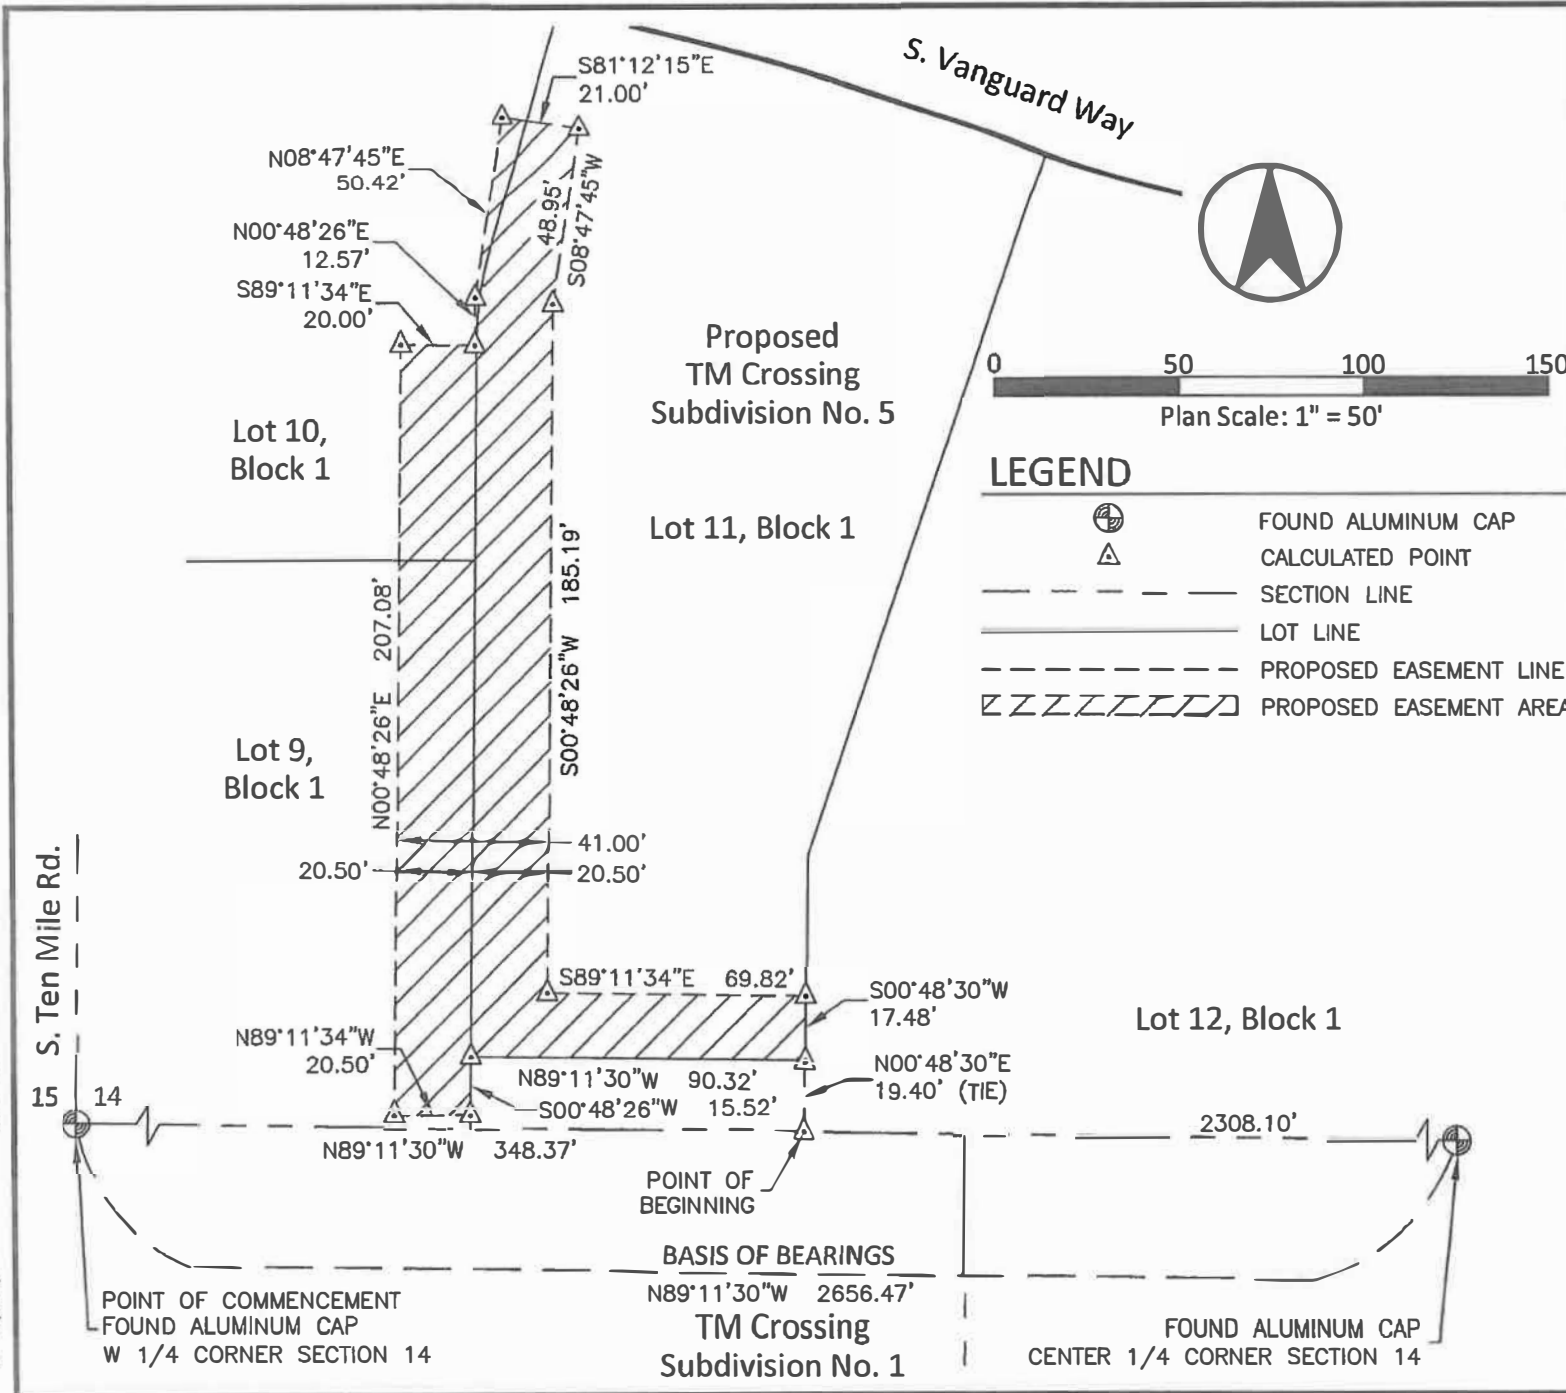 S. Vanguard Way
S81°12'15"E
21.00'
N08°47'45"E
50.42'
48.95'
S08°47'45"W
N00°48'26"E
12.57'
S89°11'34"E
20.00'
Proposed
TM Crossing
Subdivision No. 5
0 50 100 150
Plan Scale: 1" = 50'
Lot 10,
Block 1
LEGEND
FOUND ALUMINUM CAP
CALCULATED POINT
SECTION LINE
LOT LINE
PROPOSED EASEMENT LINE
PROPOSED EASEMENT AREA
Lot 11, Block 1
N00°48'26"E 207.08'
S00°48'26"W 185.19'
Lot 9,
Block 1
41.00'
20.50'
20.50'
S. Ten Mile Rd.
S89°11'34"E 69.82'
S00°48'30"W
17.48'
Lot 12, Block 1
N89°11'34"W
20.50'
N89°11'30"W 90.32'
N00°48'30"E
19.40' (TIE)
S00°48'26"W 15.52'
15 14
N89°11'30"W 348.37'
2308.10'
POINT OF
BEGINNING
BASIS OF BEARINGS
N89°11'30"W 2656.47'
POINT OF COMMENCEMENT
FOUND ALUMINUM CAP
W 1/4 CORNER SECTION 14
TM Crossing
Subdivision No. 1
FOUND ALUMINUM CAP
CENTER 1/4 CORNER SECTION 14